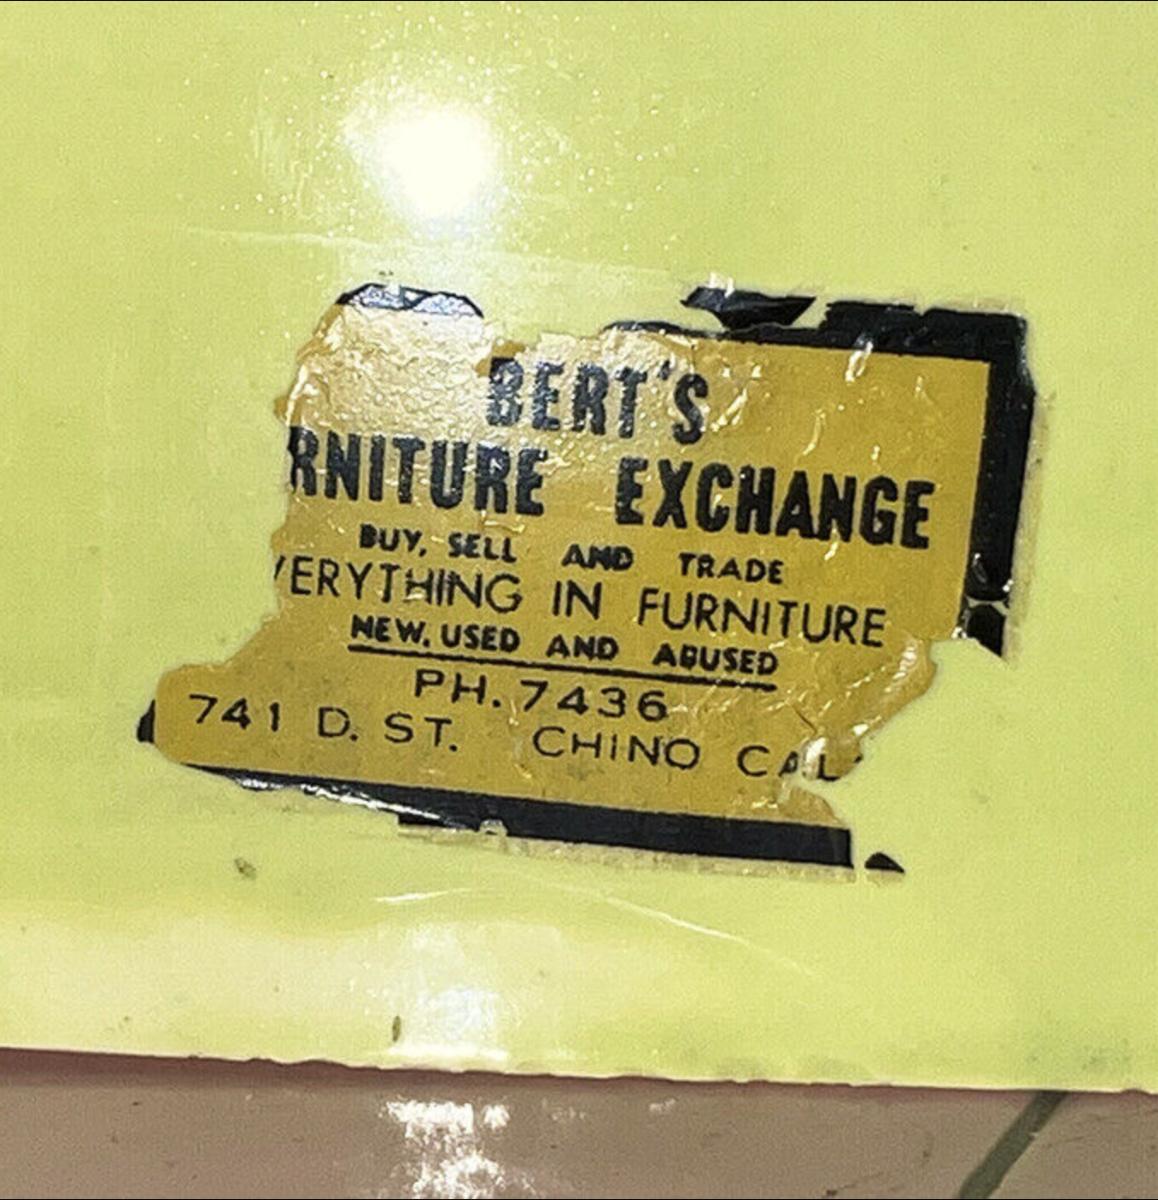 BERT'S
RNITURE EXCHANGE
BUY, SELL AND TRADE
VERYTHING IN FURNITURE
NEW, USED AND ABUSED
PH. 7436
741 D. ST. CHINO CAL